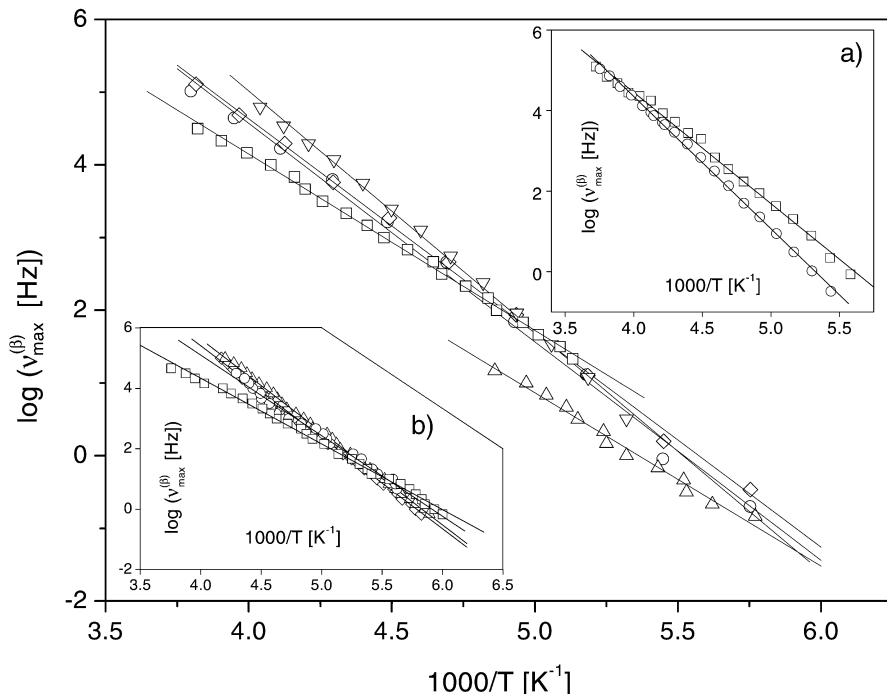 6
4
2
0
-2
3.5 4.0 4.5 5.0 5.5 6.0
1000/T [K⁻¹]
log (ν_max^(β) [Hz])
a)
6
4
2
0
3.5 4.0 4.5 5.0 5.5
1000/T [K⁻¹]
log (ν_max^(β) [Hz])
b)
6
4
2
0
-2
3.5 4.0 4.5 5.0 5.5 6.0 6.5
1000/T [K⁻¹]
log (ν_max^(β) [Hz])